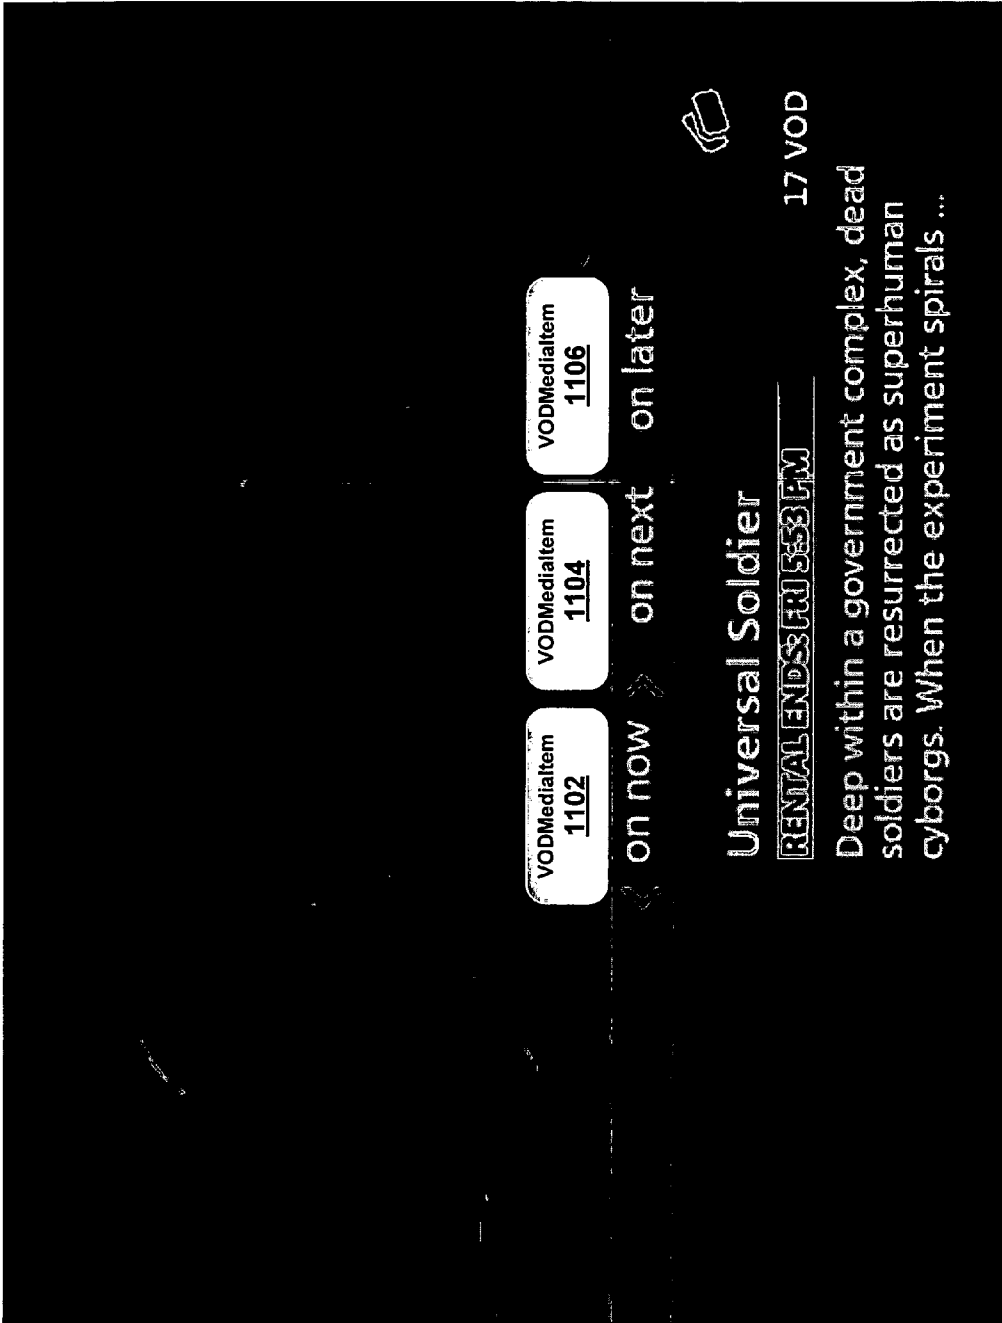 VODMediaItem
1102
VODMediaItem
1104
VODMediaItem
1106
on now
on next
on later
Universal Soldier
RENTAL ENDS: FRI 5:53 PM
17 VOD
Deep within a government complex, dead
soldiers are resurrected as superhuman
cyborgs. When the experiment spirals ...